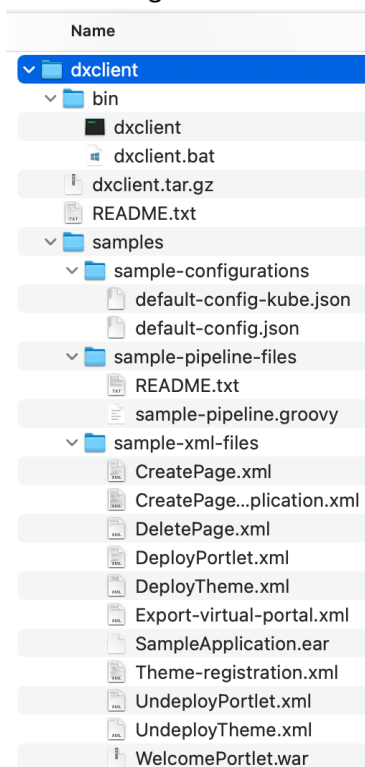 Name
dxclient
bin
dxclient
dxclient.bat
dxclient.tar.gz
README.txt
samples
sample-configurations
default-config-kube.json
default-config.json
sample-pipeline-files
README.txt
sample-pipeline.groovy
sample-xml-files
CreatePage.xml
CreatePage...plication.xml
DeletePage.xml
DeployPortlet.xml
DeployTheme.xml
Export-virtual-portal.xml
SampleApplication.ear
Theme-registration.xml
UndeployPortlet.xml
UndeployTheme.xml
WelcomePortlet.war